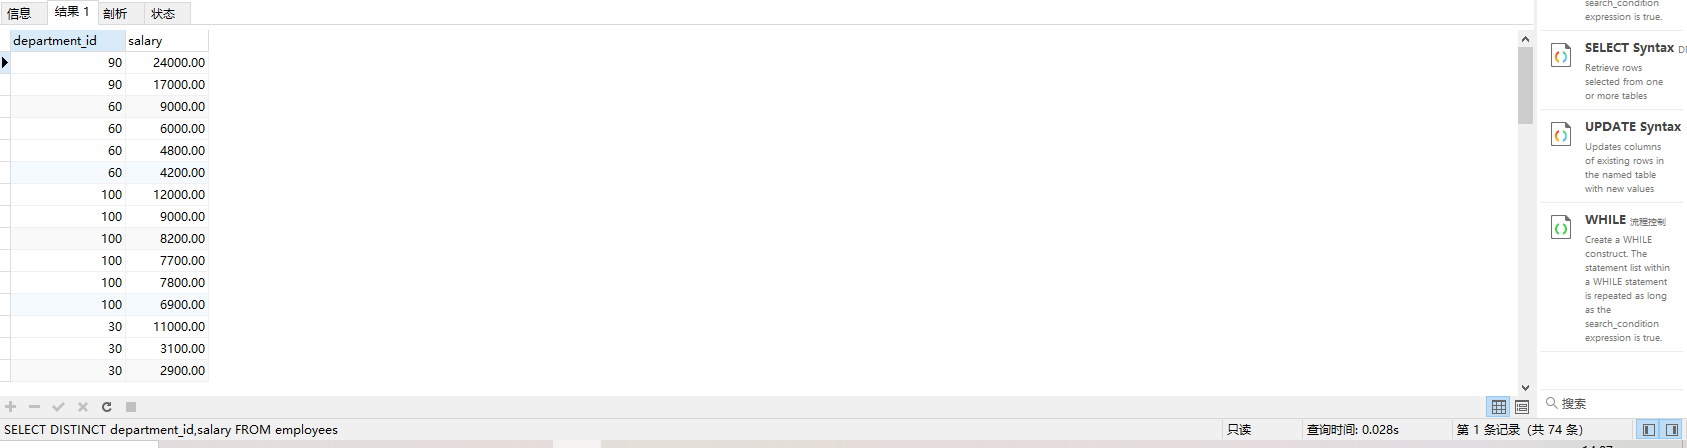 信息 结果 1 剖析 状态
department_id salary
90 24000.00
90 17000.00
60 9000.00
60 6000.00
60 4800.00
60 4200.00
100 12000.00
100 9000.00
100 8200.00
100 7700.00
100 7800.00
100 6900.00
30 11000.00
30 3100.00
30 2900.00
search_condition
expression is true.
SELECT Syntax
Retrieve rows
selected from one
or more tables
UPDATE Syntax
Updates columns
of existing rows in
the named table
with new values
WHILE 流程控制
Create a WHILE
construct. The
statement list within
a WHILE statement
is repeated as long
as the
search_condition
expression is true.
搜索
SELECT DISTINCT department_id,salary FROM employees 只读 查询时间: 0.028s 第 1 条记录 (共 74 条)